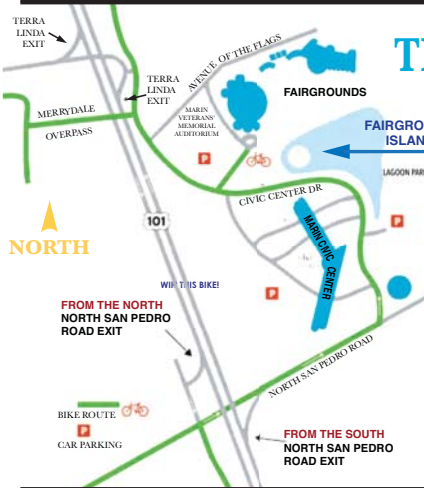 TERRA
LINDA
EXIT
TERRA
LINDA
EXIT
AVENUE OF THE FLAGS
MARIN
VETERANS'
MEMORIAL
AUDITORIUM
FAIRGROUNDS
MERRYDALE
OVERPASS
P
LAGOON PAR
CIVIC CENTER DR
MARIN CIVIC CENTER
P
P
101
NORTH
WIN THIS BIKE!
FROM THE NORTH
NORTH SAN PEDRO
ROAD EXIT
NORTH SAN PEDRO ROAD
BIKE ROUTE
P
CAR PARKING
FROM THE SOUTH
NORTH SAN PEDRO
ROAD EXIT